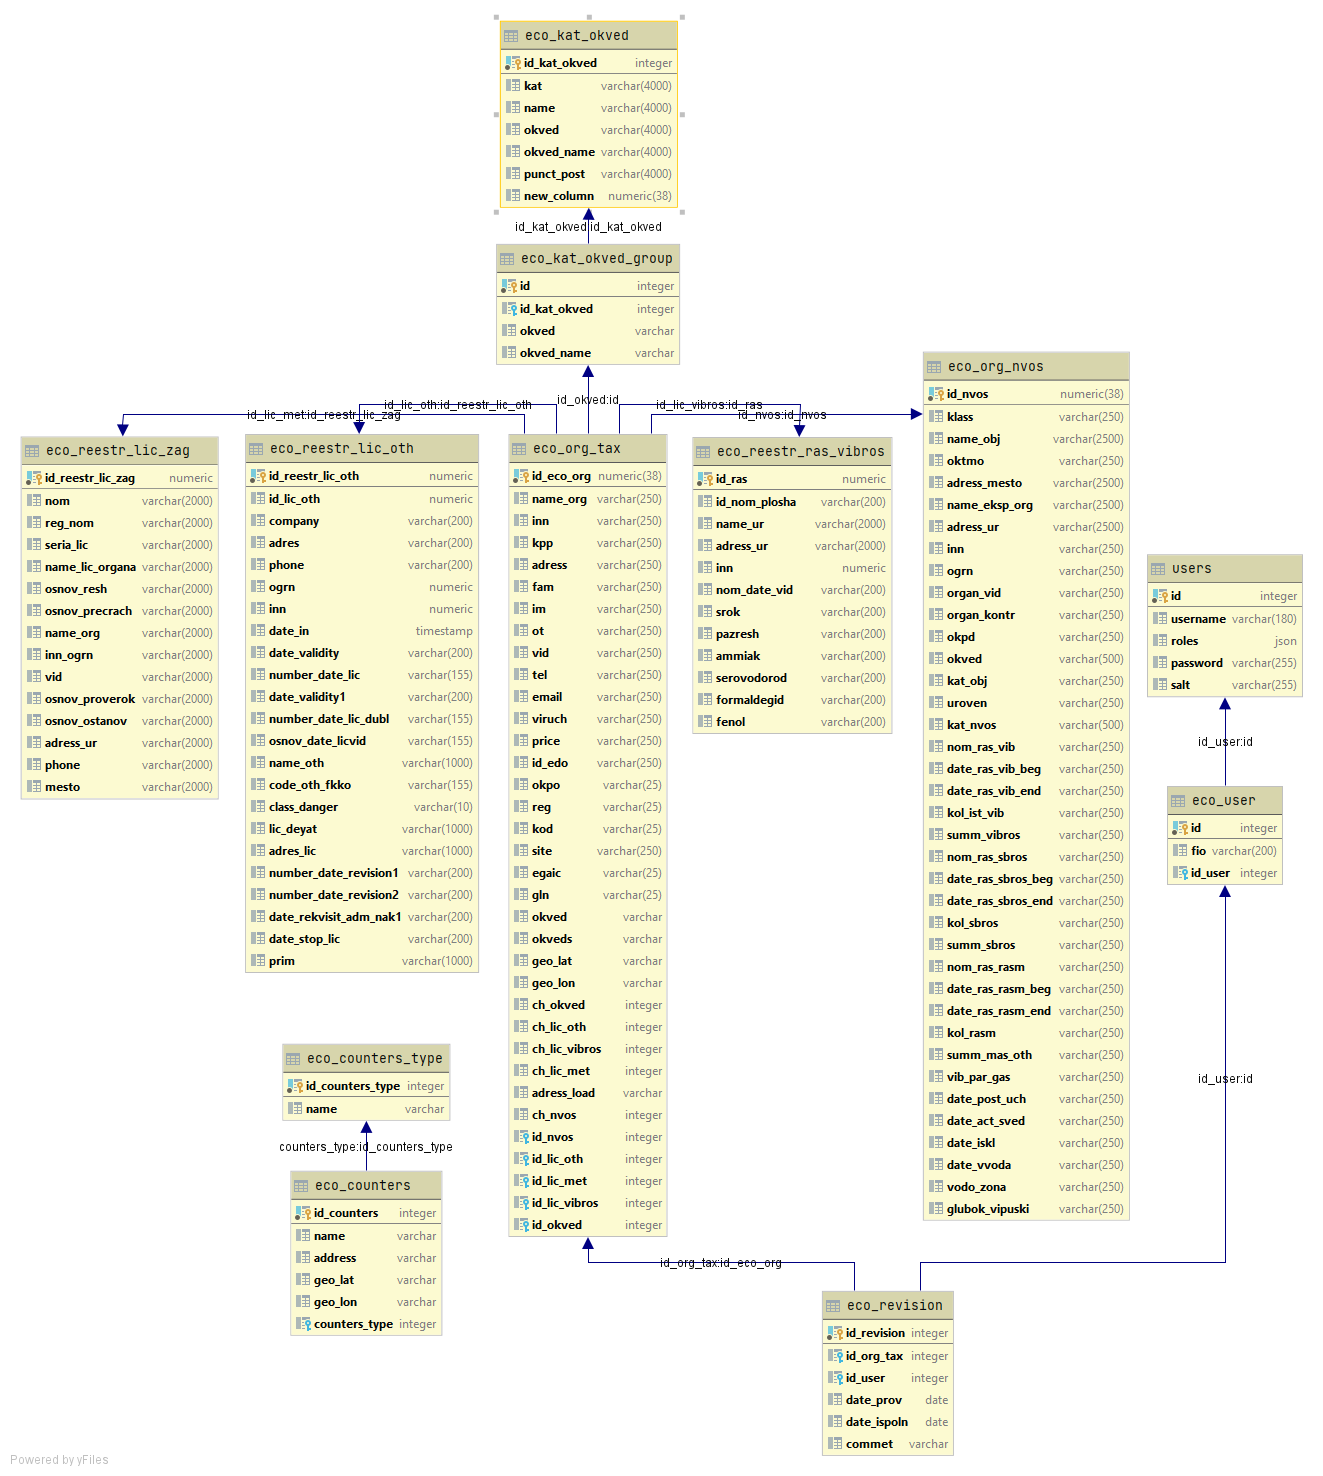 eco_kat_okved
id_kat_okved integer
kat varchar(4000)
name varchar(4000)
okved varchar(4000)
okved_name varchar(4000)
punct_post varchar(4000)
new_column numeric(38)
id_kat_okved:id_kat_okved
eco_kat_okved_group
id integer
id_kat_okved integer
okved varchar
okved_name varchar
id_okved:id
id_lic_oth:id_reestr_lic_oth
id_lic_met:id_reestr_lic_zag
id_lic_vibros:id_ras
id_nvos:id_nvos
eco_reestr_lic_zag
id_reestr_lic_zag numeric
nom varchar(2000)
reg_nom varchar(2000)
seria_lic varchar(2000)
name_lic_organa varchar(2000)
osnov_resh varchar(2000)
osnov_precrach varchar(2000)
name_org varchar(2000)
inn_ogrn varchar(2000)
vid varchar(2000)
osnov_proverok varchar(2000)
osnov_ostanov varchar(2000)
adress_ur varchar(2000)
phone varchar(2000)
mesto varchar(2000)
eco_reestr_lic_oth
id_reestr_lic_oth numeric
id_lic_oth numeric
company varchar(200)
adres varchar(200)
phone varchar(200)
ogrn numeric
inn numeric
date_in timestamp
date_validity varchar(200)
number_date_lic varchar(155)
date_validity1 varchar(200)
number_date_lic_dubl varchar(155)
osnov_date_licvid varchar(155)
name_oth varchar(1000)
code_oth_fkko varchar(155)
class_danger varchar(10)
lic_deyat varchar(1000)
adres_lic varchar(1000)
number_date_revision1 varchar(200)
number_date_revision2 varchar(200)
date_rekvisit_adm_nak1 varchar(200)
date_stop_lic varchar(200)
prim varchar(1000)
eco_org_tax
id_eco_org numeric(38)
name_org varchar(250)
inn varchar(250)
kpp varchar(250)
adress varchar(250)
fam varchar(250)
im varchar(250)
ot varchar(250)
vid varchar(250)
tel varchar(250)
email varchar(250)
viruch varchar(250)
price varchar(250)
id_edo varchar(250)
okpo varchar(25)
reg varchar(25)
kod varchar(25)
site varchar(250)
egaic varchar(25)
gln varchar(25)
okved varchar
okveds varchar
geo_lat varchar
geo_lon varchar
ch_okved integer
ch_lic_oth integer
ch_lic_vibros integer
ch_lic_met integer
adress_load varchar
ch_nvos integer
id_nvos integer
id_lic_oth integer
id_lic_met integer
id_lic_vibros integer
id_okved integer
eco_reestr_ras_vibros
id_ras numeric
id_nom_plosha varchar(200)
name_ur varchar(2000)
adress_ur varchar(2000)
inn numeric
nom_date_vid varchar(200)
srok varchar(200)
pazresh varchar(200)
ammiak varchar(200)
serovodorod varchar(200)
formaldegid varchar(200)
fenol varchar(200)
eco_org_nvos
id_nvos numeric(38)
klass varchar(250)
name_obj varchar(2500)
oktmo varchar(250)
adress_mesto varchar(2500)
name_eksp_org varchar(2500)
adress_ur varchar(2500)
inn varchar(250)
ogrn varchar(250)
organ_vid varchar(250)
organ_kontr varchar(250)
okpd varchar(250)
okved varchar(500)
kat_obj varchar(250)
uroven varchar(250)
kat_nvos varchar(500)
nom_ras_vib varchar(250)
date_ras_vib_beg varchar(250)
date_ras_vib_end varchar(250)
kol_ist_vib varchar(250)
summ_vibros varchar(250)
nom_ras_sbros varchar(250)
date_ras_sbros_beg varchar(250)
date_ras_sbros_end varchar(250)
kol_sbros varchar(250)
summ_sbros varchar(250)
nom_ras_rasm varchar(250)
date_ras_rasm_beg varchar(250)
date_ras_rasm_end varchar(250)
kol_rasm varchar(250)
summ_mas_oth varchar(250)
vib_par_gas varchar(250)
date_post_uch varchar(250)
date_act_sved varchar(250)
date_iskl varchar(250)
date_vvoda varchar(250)
vodo_zona varchar(250)
glubok_vipuski varchar(250)
users
id integer
username varchar(180)
roles json
password varchar(255)
salt varchar(255)
id_user:id
eco_user
id integer
fio varchar(200)
id_user integer
id_user:id
eco_counters_type
id_counters_type integer
name varchar
counters_type:id_counters_type
eco_counters
id_counters integer
name varchar
address varchar
geo_lat varchar
geo_lon varchar
counters_type integer
id_org_tax:id_eco_org
eco_revision
id_revision integer
id_org_tax integer
id_user integer
date_prov date
date_ispoln date
commet varchar
Powered by yFiles